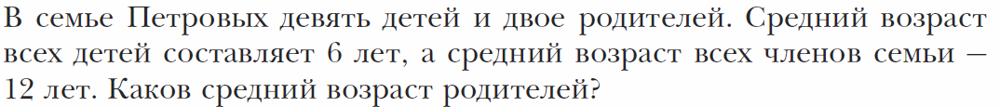 В семье Петровых девять детей и двое родителей. Средний возраст
всех детей составляет 6 лет, а средний возраст всех членов семьи –
12 лет. Каков средний возраст родителей?